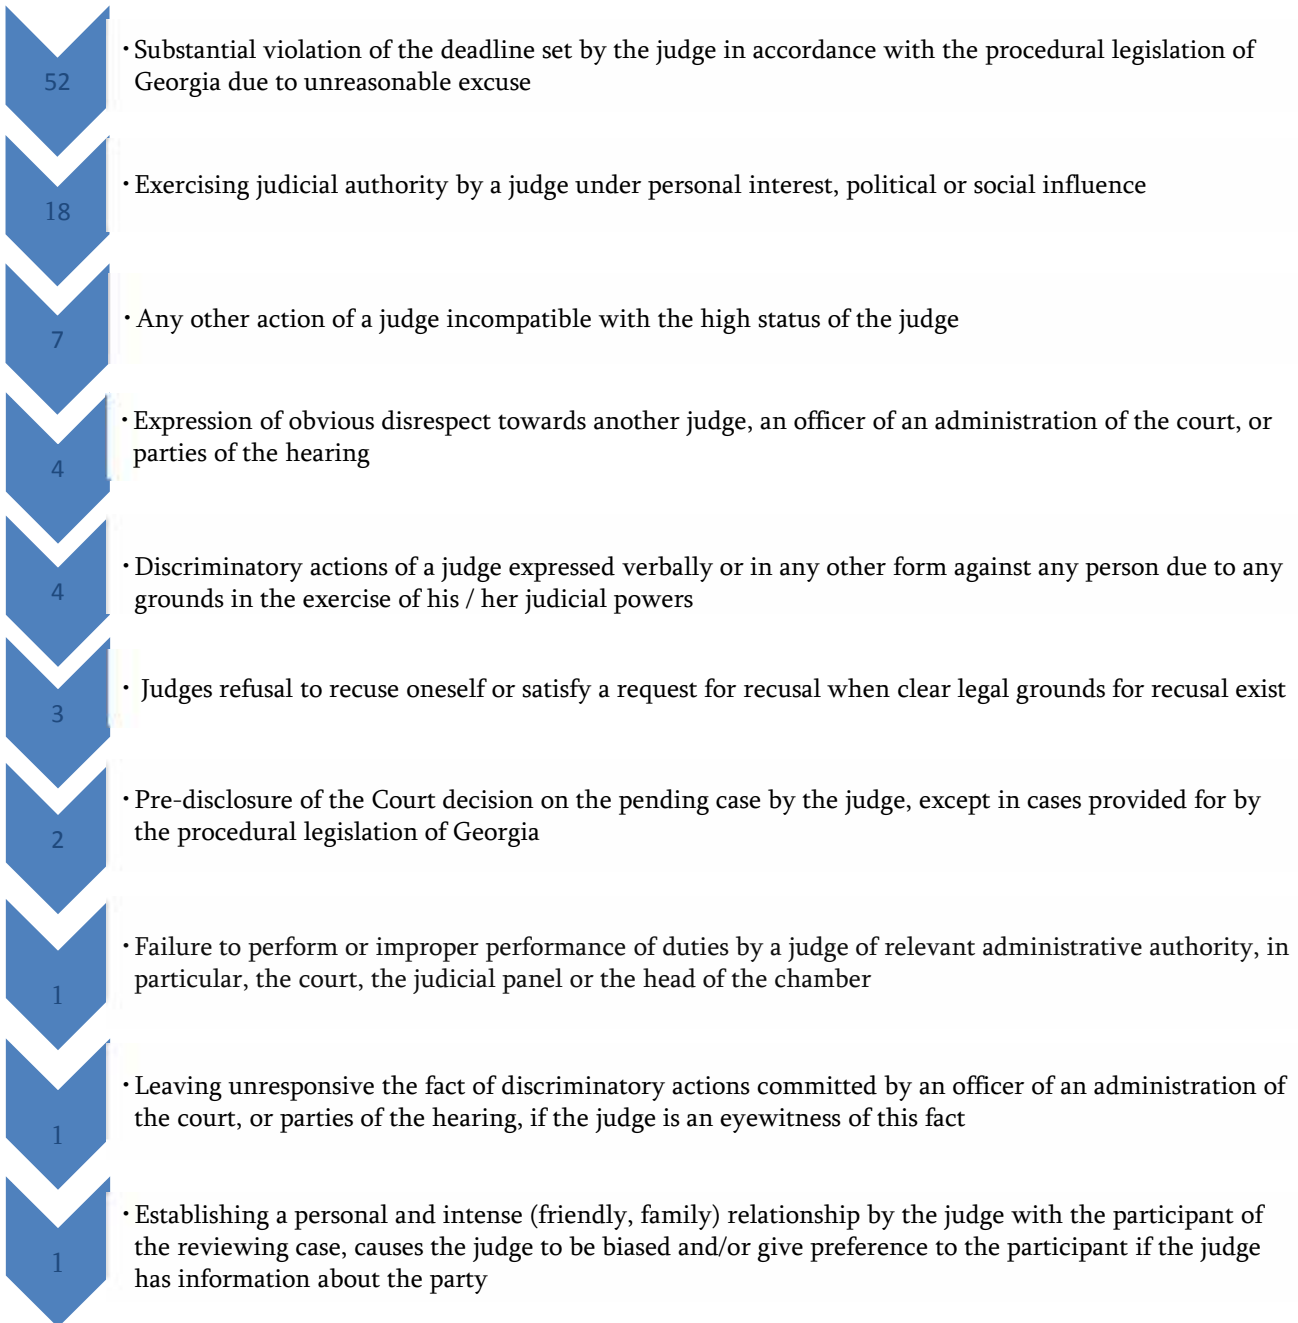 52
· Substantial violation of the deadline set by the judge in accordance with the procedural legislation of
Georgia due to unreasonable excuse
18
· Exercising judicial authority by a judge under personal interest, political or social influence
7
· Any other action of a judge incompatible with the high status of the judge
4
· Expression of obvious disrespect towards another judge, an officer of an administration of the court, or
parties of the hearing
4
· Discriminatory actions of a judge expressed verbally or in any other form against any person due to any
grounds in the exercise of his / her judicial powers
3
· Judges refusal to recuse oneself or satisfy a request for recusal when clear legal grounds for recusal exist
2
· Pre-disclosure of the Court decision on the pending case by the judge, except in cases provided for by
the procedural legislation of Georgia
1
· Failure to perform or improper performance of duties by a judge of relevant administrative authority, in
particular, the court, the judicial panel or the head of the chamber
1
· Leaving unresponsive the fact of discriminatory actions committed by an officer of an administration of
the court, or parties of the hearing, if the judge is an eyewitness of this fact
1
· Establishing a personal and intense (friendly, family) relationship by the judge with the participant of
the reviewing case, causes the judge to be biased and/or give preference to the participant if the judge
has information about the party